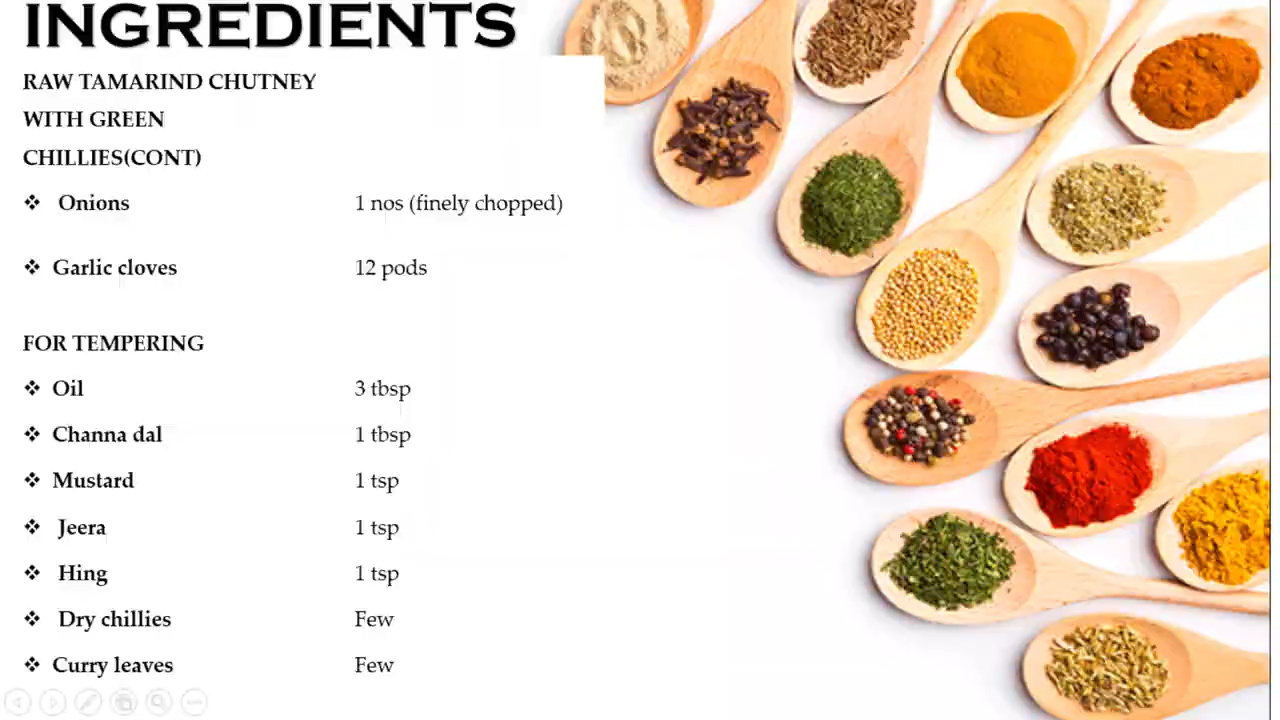 INGREDIENTS
RAW TAMARIND CHUTNEY
WITH GREEN
CHILLIES(CONT)
❖ Onions 1 nos (finely chopped)
❖ Garlic cloves 12 pods
FOR TEMPERING
❖ Oil 3 tbsp
❖ Channa dal 1 tbsp
❖ Mustard 1 tsp
❖ Jeera 1 tsp
❖ Hing 1 tsp
❖ Dry chillies Few
❖ Curry leaves Few